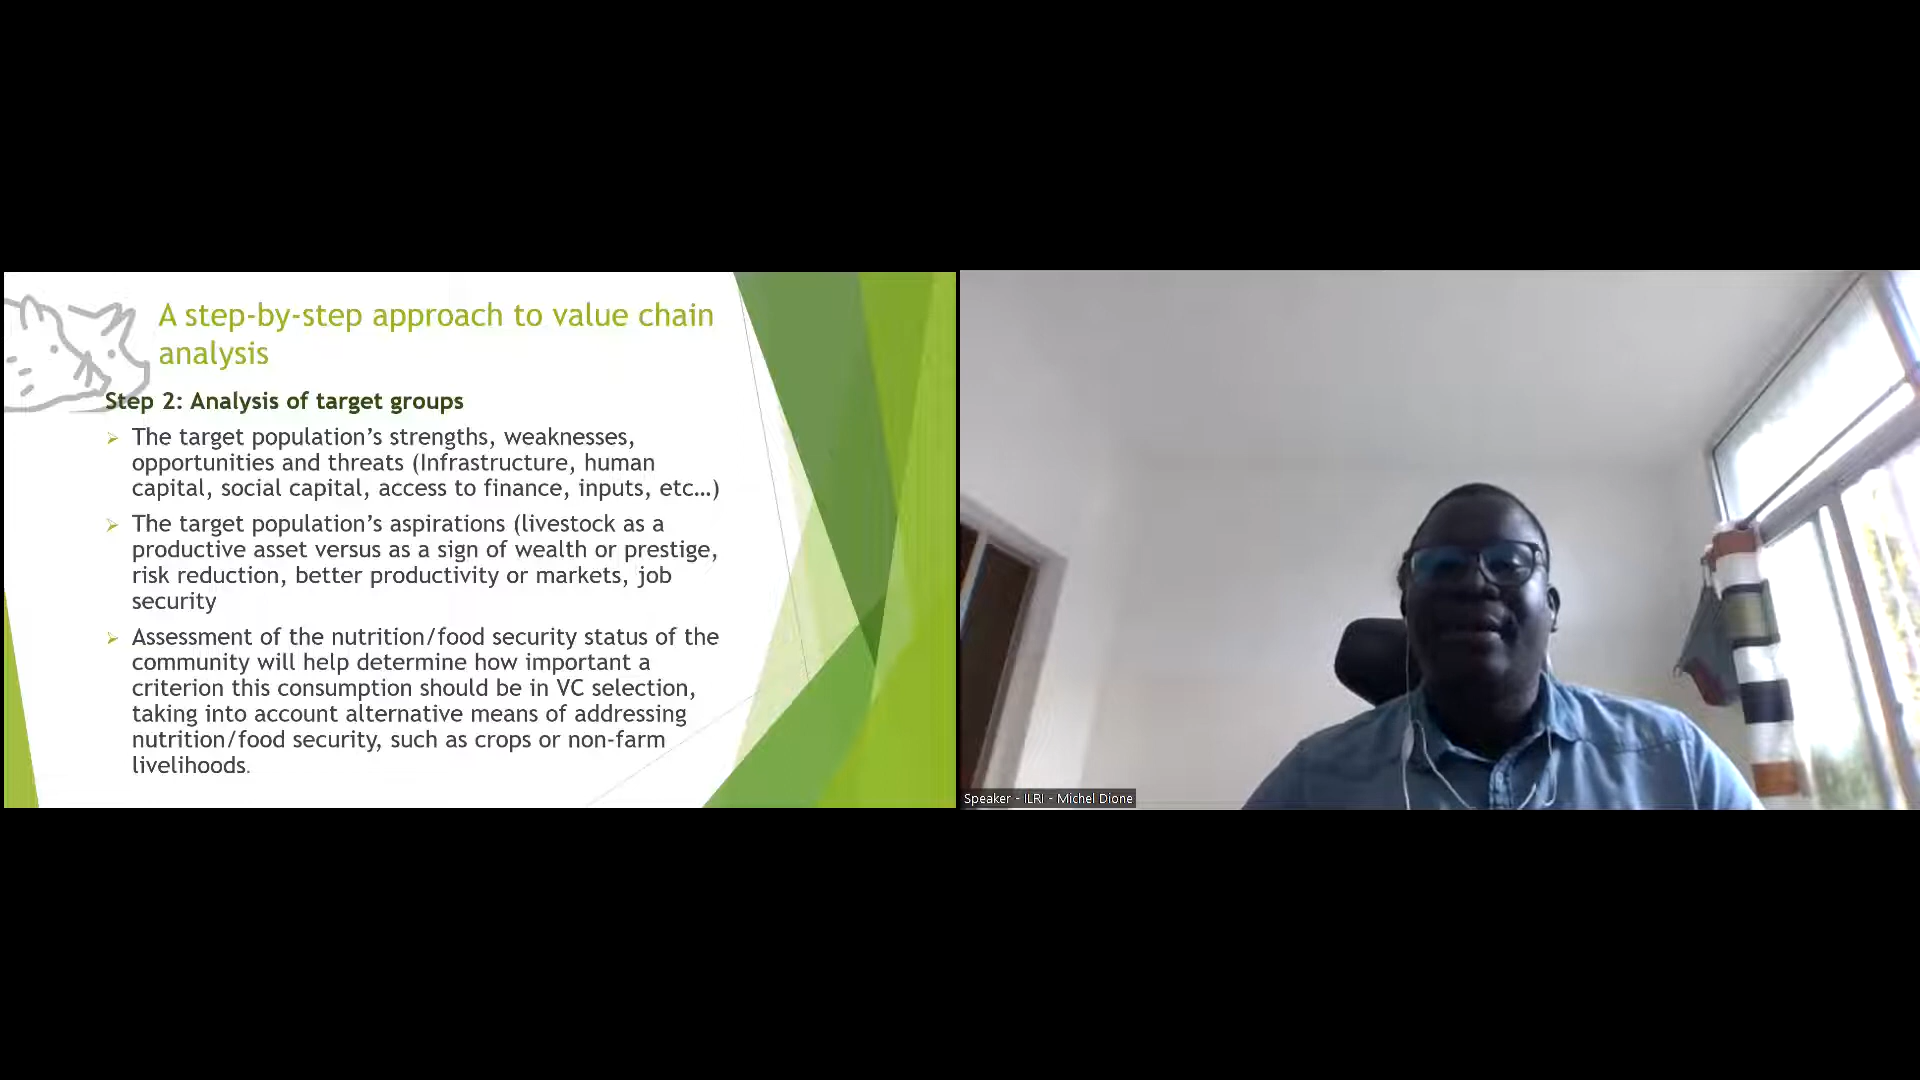 A step-by-step approach to value chain
analysis
Step 2: Analysis of target groups
The target population’s strengths, weaknesses,
opportunities and threats (Infrastructure, human
capital, social capital, access to finance, inputs, etc…)
The target population’s aspirations (livestock as a
productive asset versus as a sign of wealth or prestige,
risk reduction, better productivity or markets, job
security
Assessment of the nutrition/food security status of the
community will help determine how important a
criterion this consumption should be in VC selection,
taking into account alternative means of addressing
nutrition/food security, such as crops or non-farm
livelihoods.
Speaker - ILRI - Michel Dione